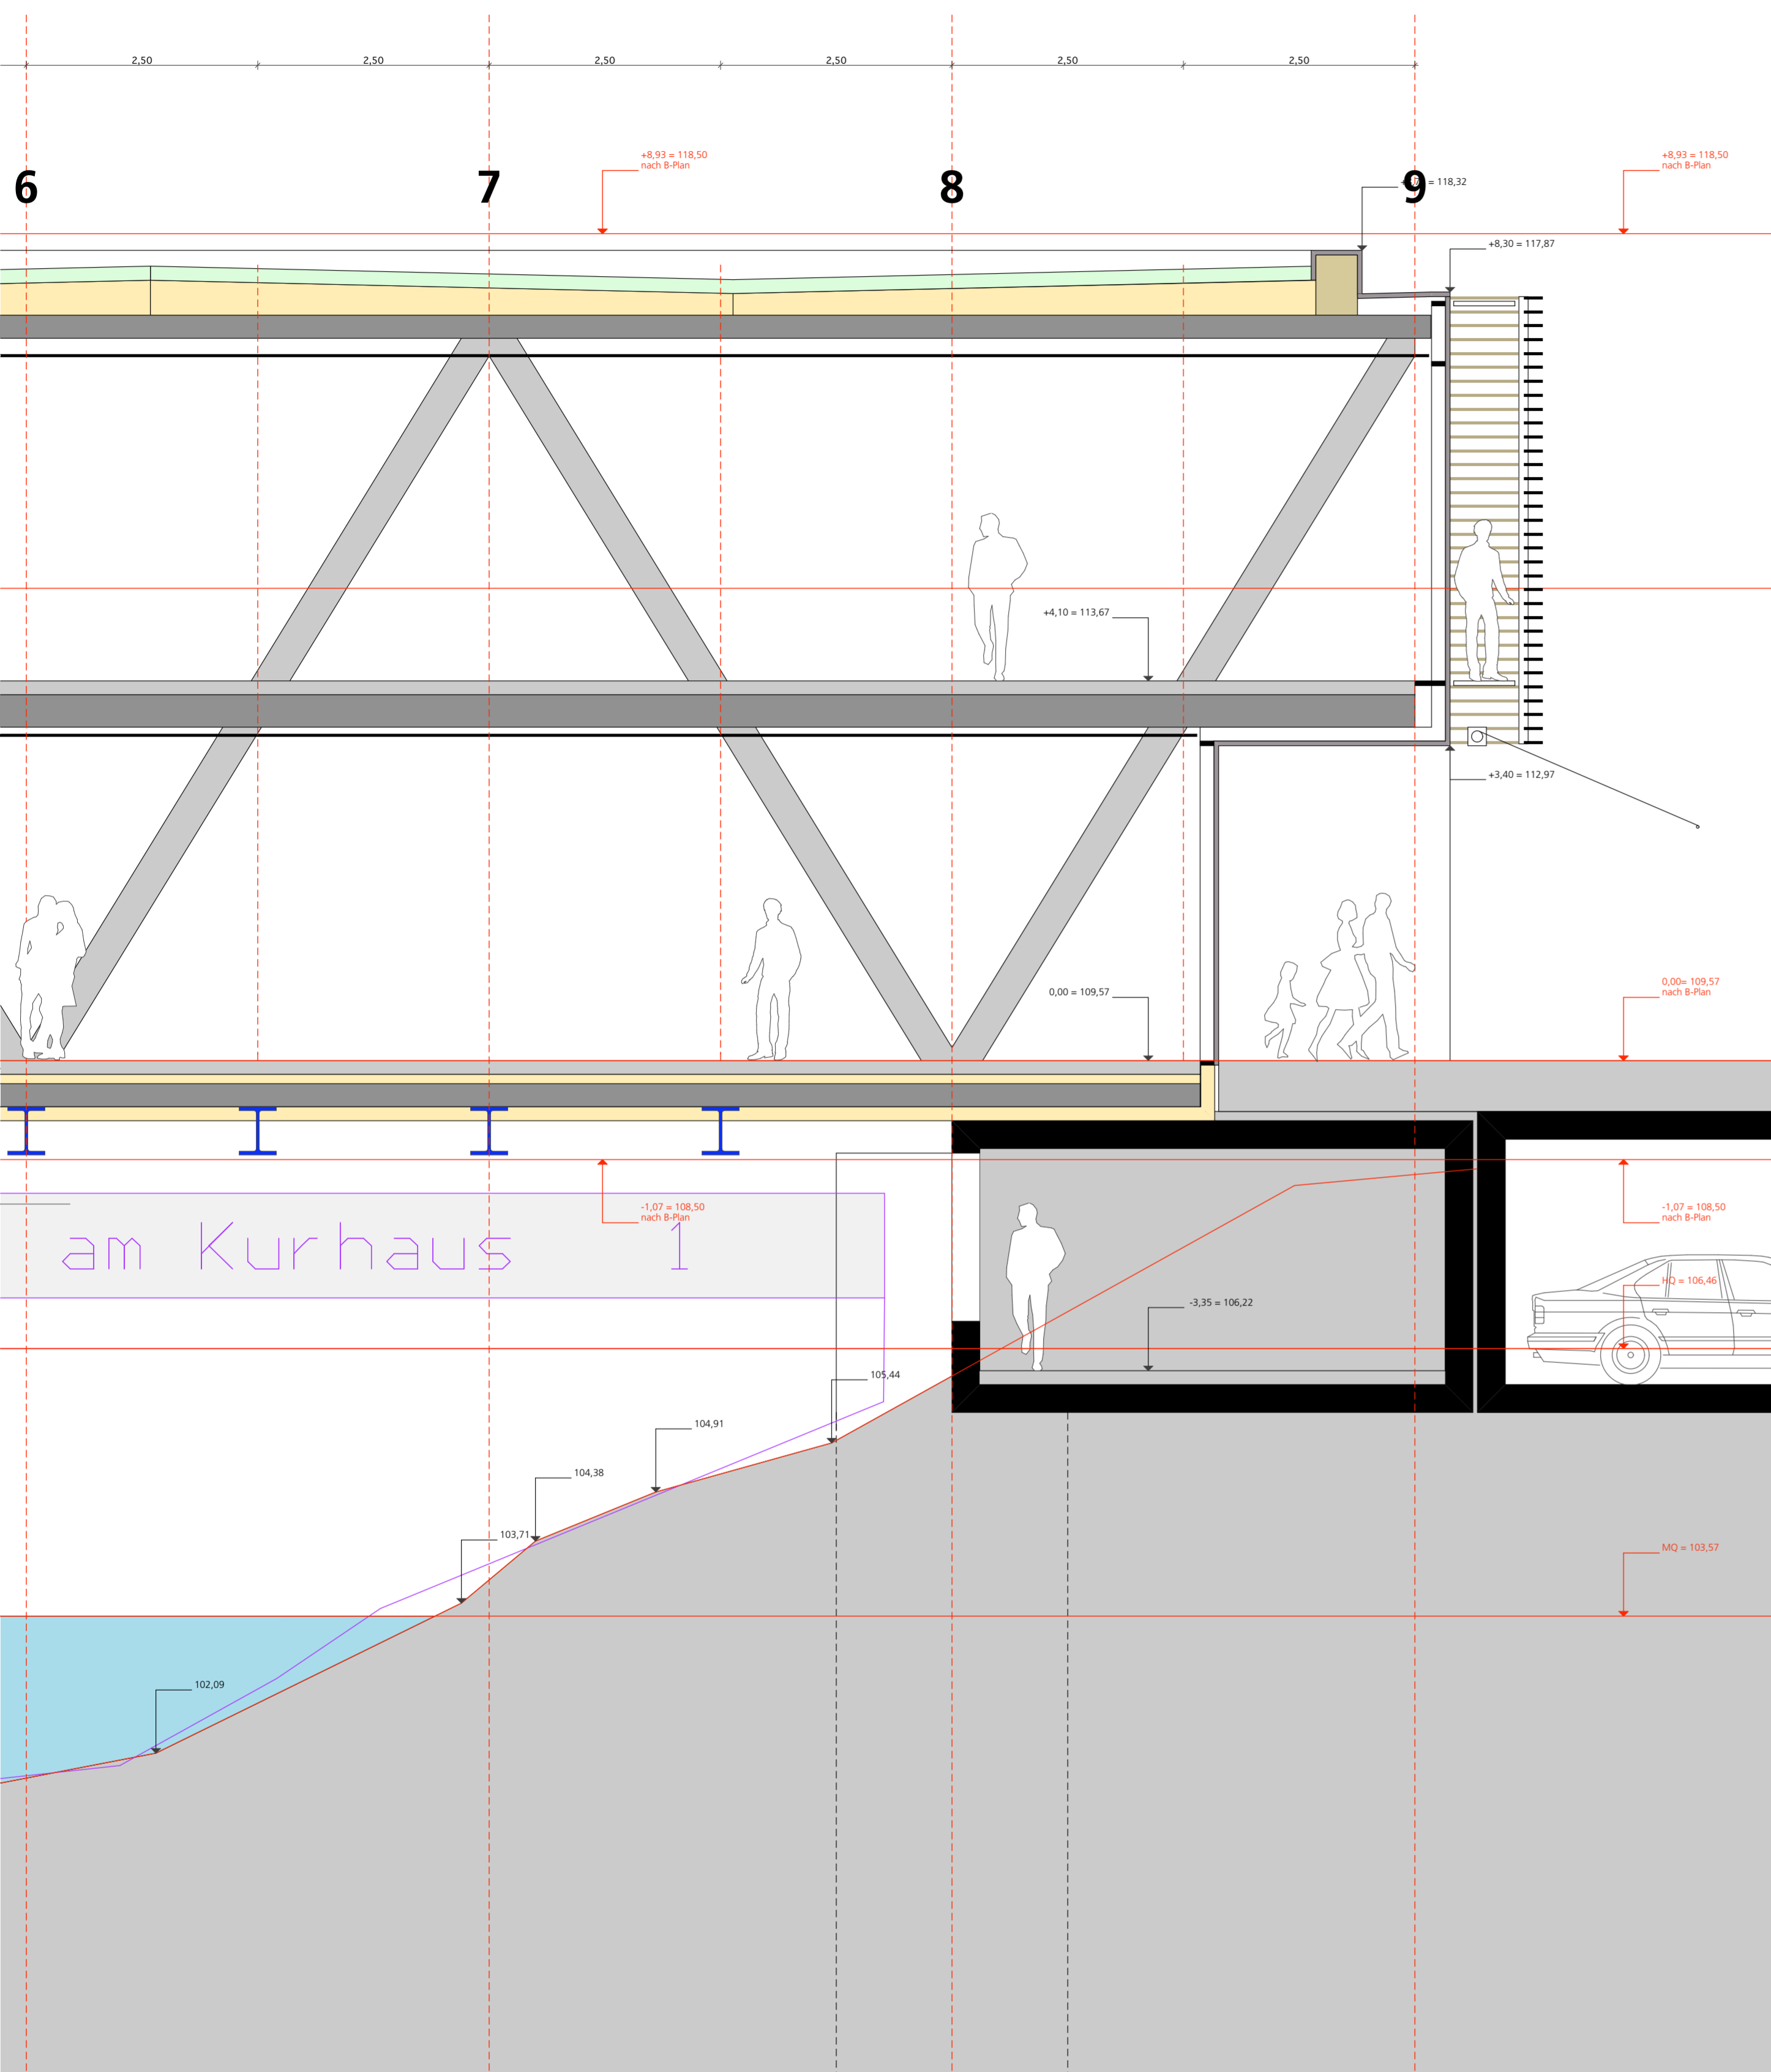 2,50 2,50 2,50 2,50 2,50 2,50
+8,93 = 118,50
nach B-Plan
+8,93 = 118,50
nach B-Plan
6 7 8 9
= 118,32
+8,30 = 117,87
+4,10 = 113,67
+3,40 = 112,97
0,00 = 109,57
0,00= 109,57
nach B-Plan
-1,07 = 108,50
nach B-Plan
-1,07 = 108,50
nach B-Plan
am Kurhaus 1
HQ = 106,46
-3,35 = 106,22
105,44
104,91
104,38
103,71
MQ = 103,57
102,09